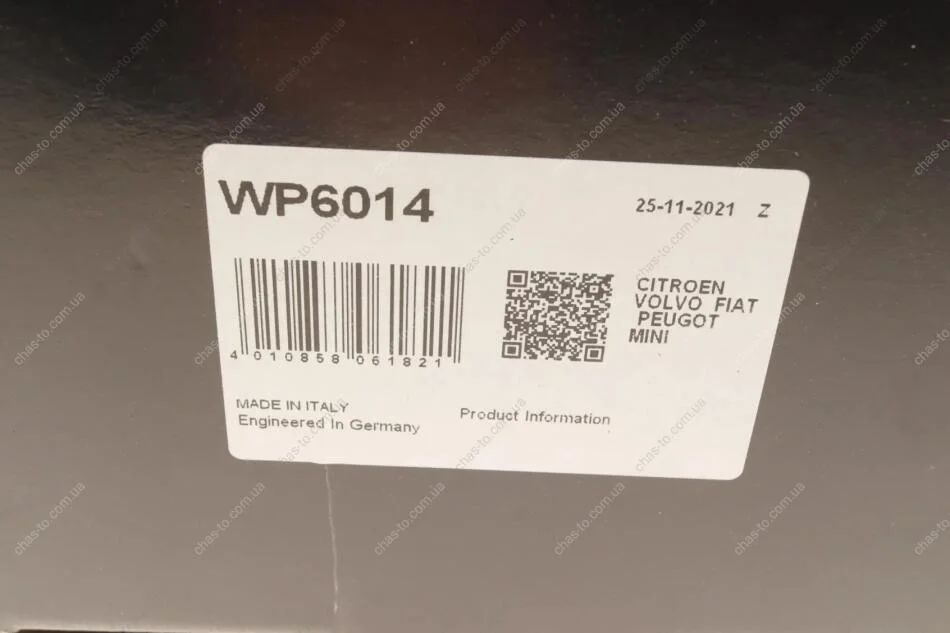 WP6014
25-11-2021 Z
CITROEN
VOLVO FIAT
PEUGOT
MINI
4 010858 061821
MADE IN ITALY
Engineered In Germany
Product Information
chas-to.com.ua